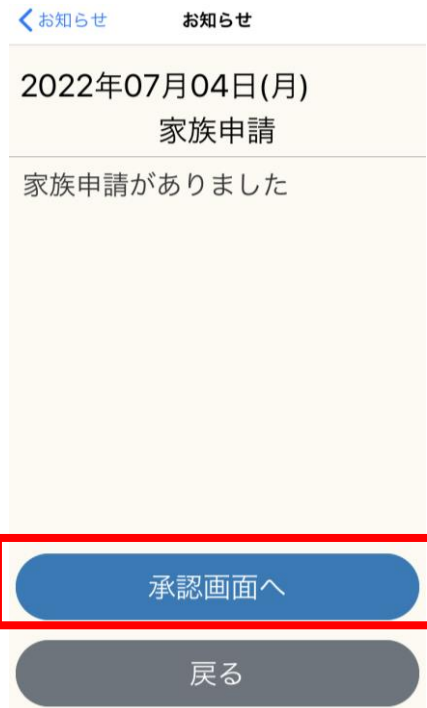 お知らせ お知らせ
2022年07月04日(月)
家族申請
家族申請がありました
承認画面へ
戻る